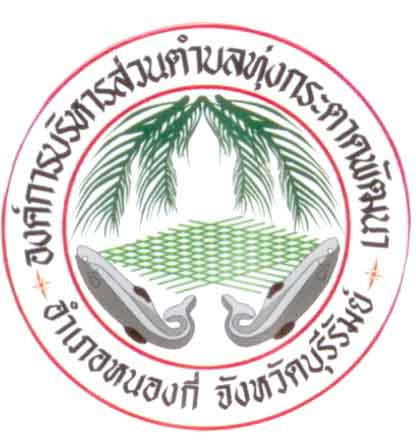 องค์การบริหารส่วนตำบลทุ่งกระตาดพัฒนา
อำเภอหนองกี่ จังหวัดบุรีรัมย์